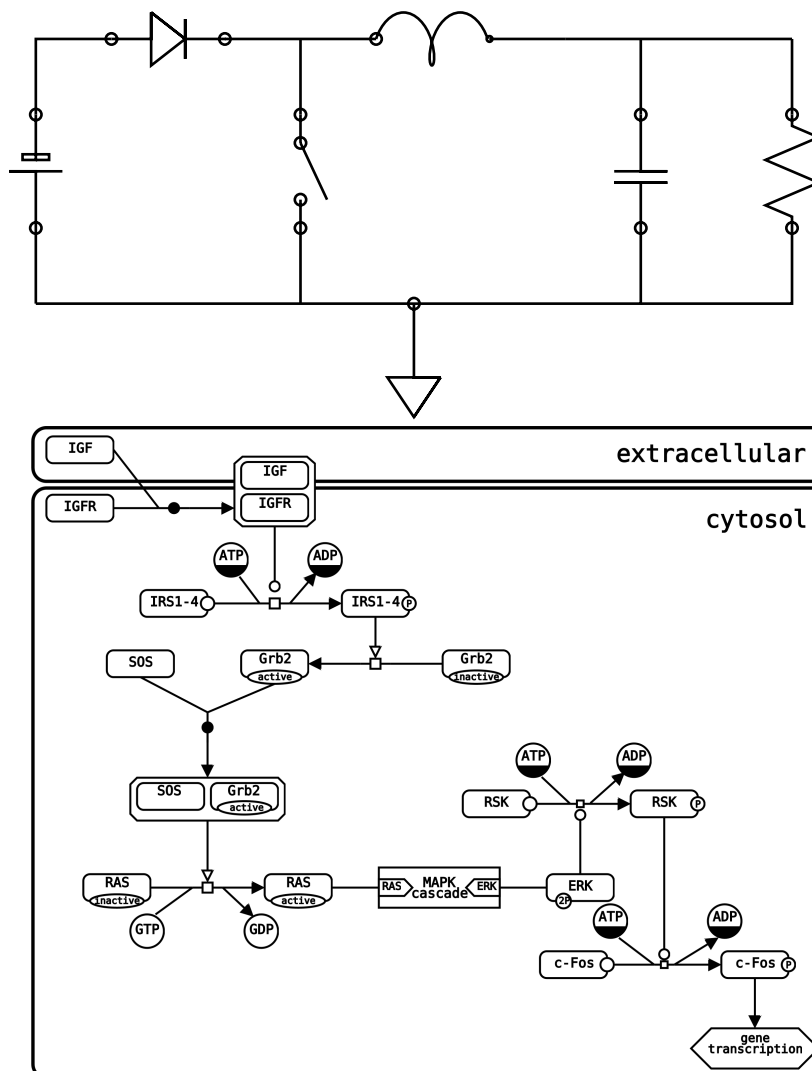 IGF
extracellular
IGF
IGFR
IGFR
cytosol
ATP
ADP
IRS1-4
IRS1-4
P
SOS
Grb2
active
Grb2
inactive
ATP
ADP
SOS
Grb2
active
RSK
RSK
P
RAS
inactive
RAS
active
RAS
MAPK
cascade
ERK
ERK
2P
GTP
GDP
ATP
ADP
c-Fos
c-Fos
P
gene
transcription